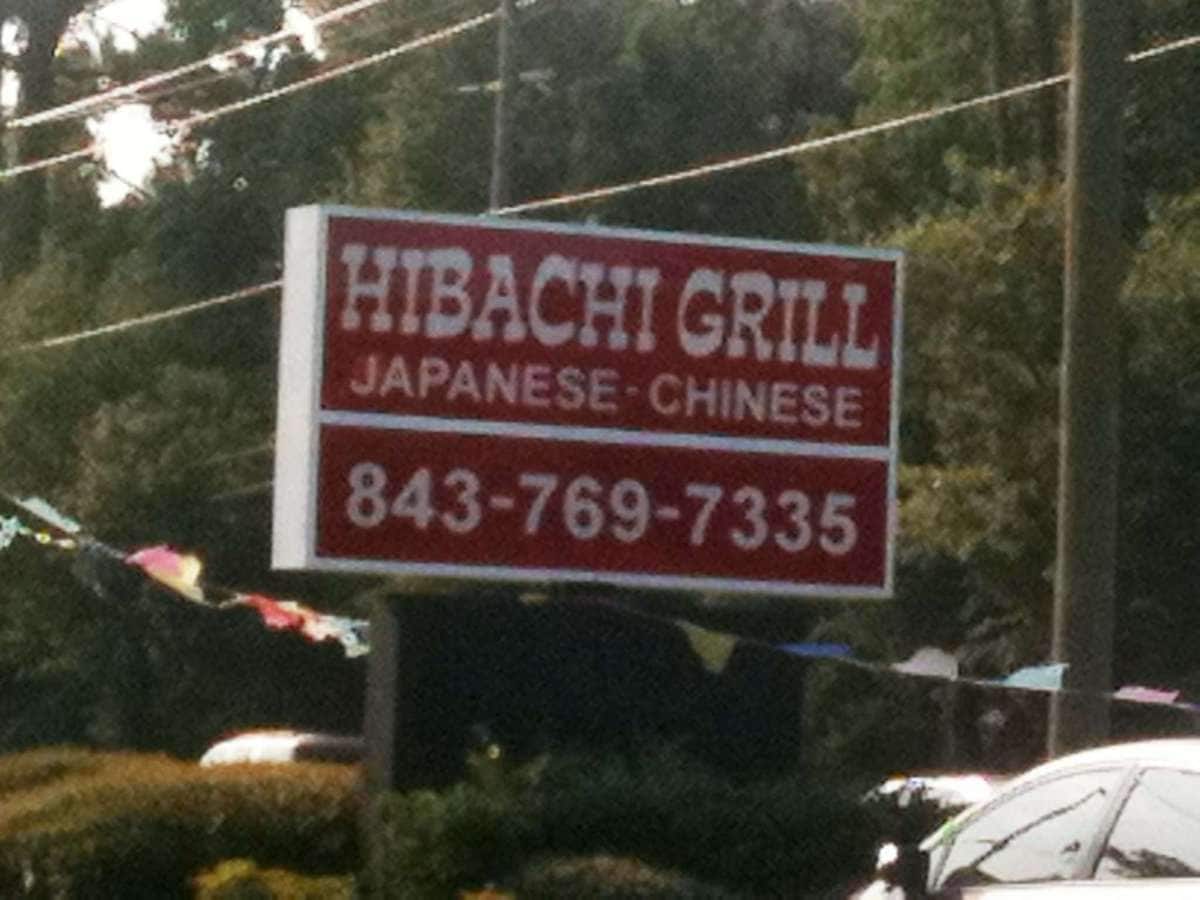 HIBACHI GRILL
JAPANESE - CHINESE
843-769-7335